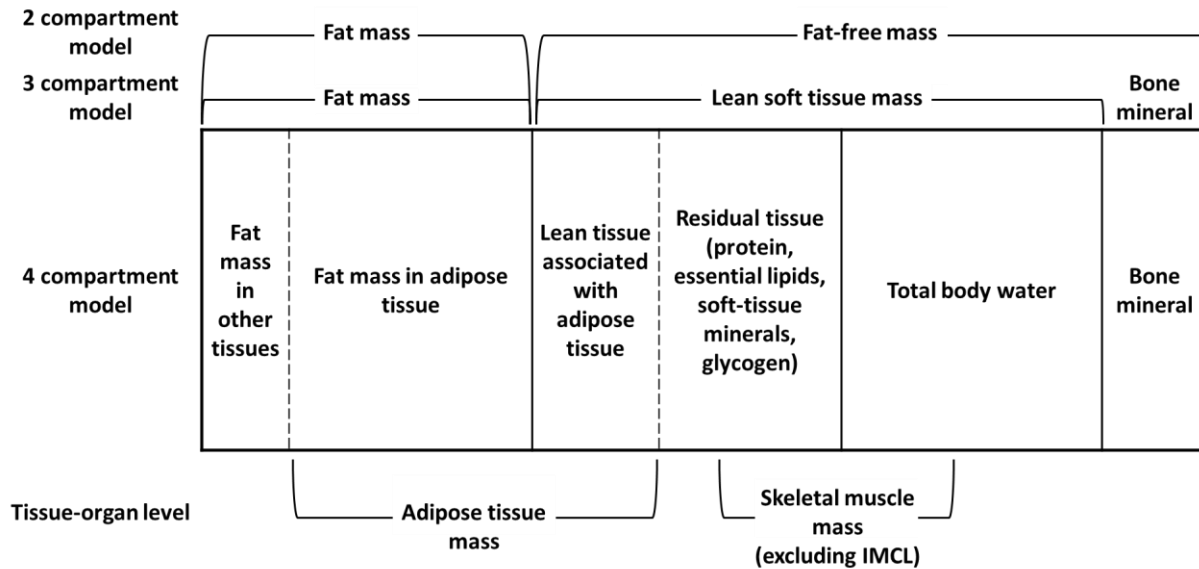 2 compartment
model
Fat mass
Fat-free mass
3 compartment
model
Fat mass
Lean soft tissue mass
Bone
mineral
4 compartment
model
Fat
mass
in
other
tissues
Fat mass in adipose
tissue
Lean tissue
associated
with
adipose
tissue
Residual tissue
(protein,
essential lipids,
soft-tissue
minerals,
glycogen)
Total body water
Bone
mineral
Tissue-organ level
Adipose tissue
mass
Skeletal muscle
mass
(excluding IMCL)